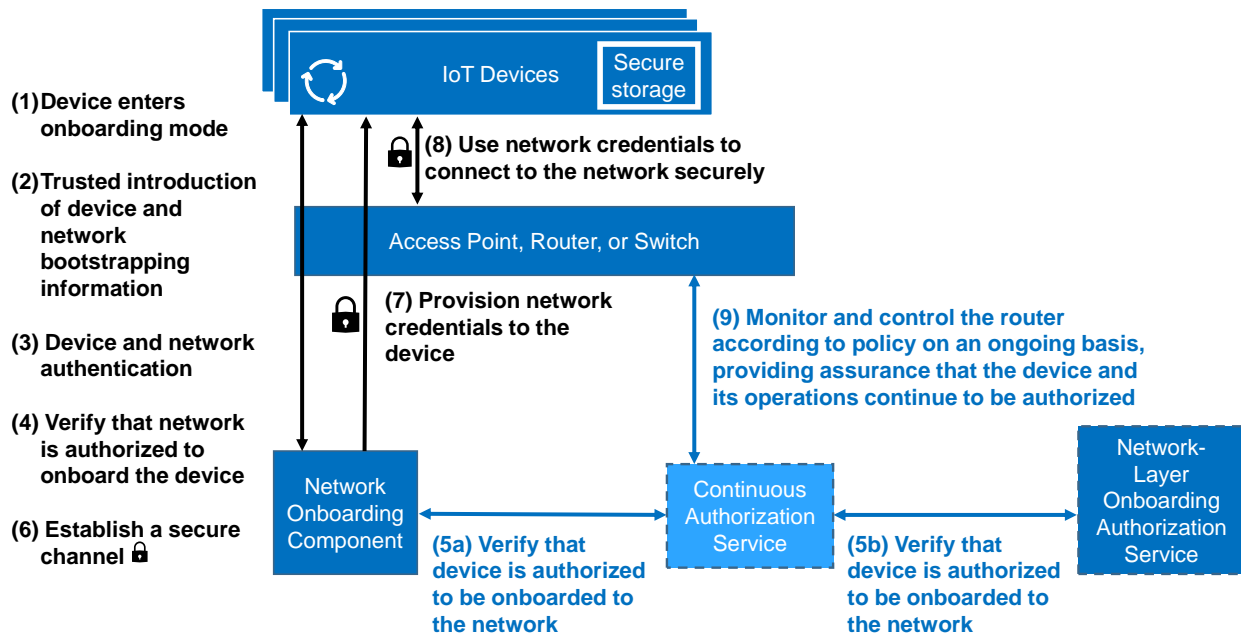 IoT Devices
Secure
storage
(1)Device enters
onboarding mode
(2)Trusted introduction
of device and
network
bootstrapping
information
(3) Device and network
authentication
(4) Verify that network
is authorized to
onboard the device
(6) Establish a secure
channel
(8) Use network credentials to
connect to the network securely
Access Point, Router, or Switch
(7) Provision network
credentials to the
device
(9) Monitor and control the router
according to policy on an ongoing basis,
providing assurance that the device and
its operations continue to be authorized
Network
Onboarding
Component
(5a) Verify that
device is authorized
to be onboarded to
the network
Continuous
Authorization
Service
(5b) Verify that
device is authorized
to be onboarded to
the network
Network-
Layer
Onboarding
Authorization
Service